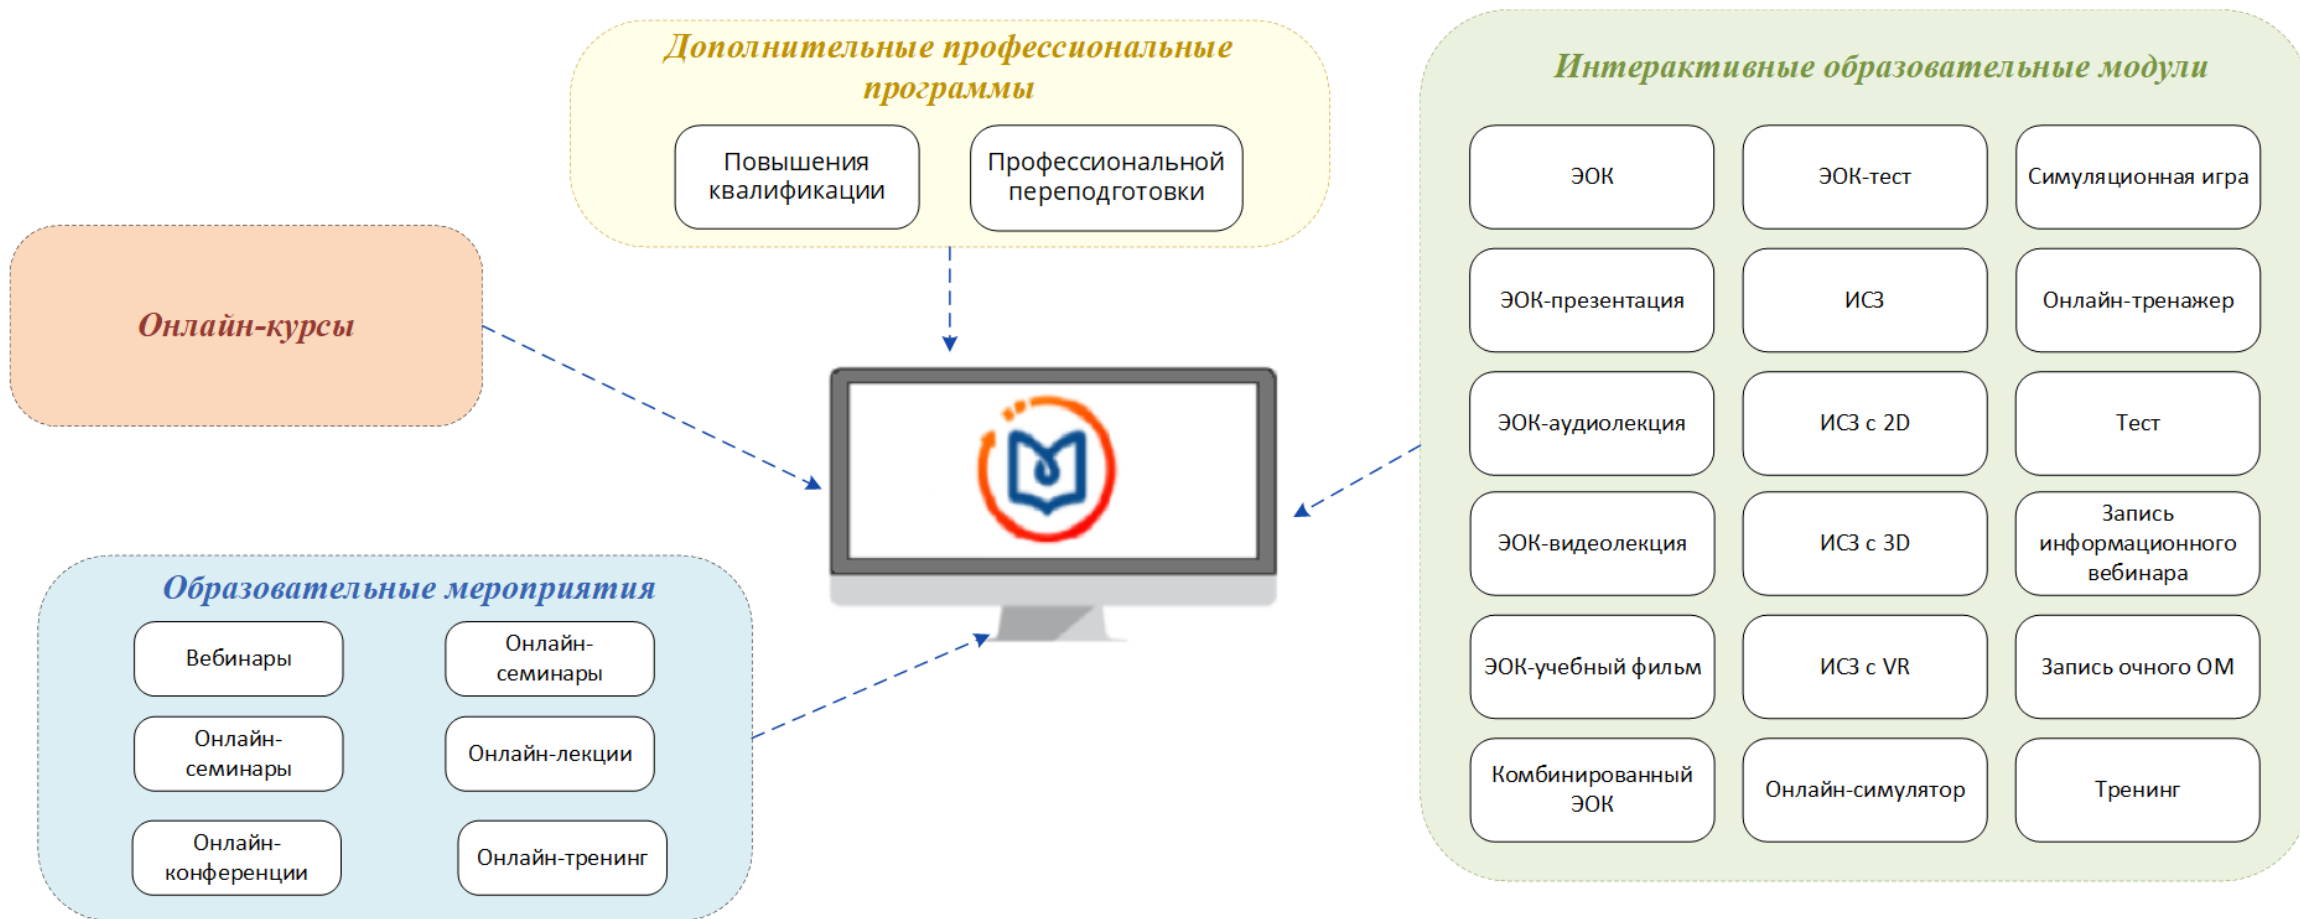 Дополнительные профессиональные
программы
Повышения
квалификации
Профессиональной
переподготовки
Онлайн-курсы
Образовательные мероприятия
Вебинары
Онлайн-
семинары
Онлайн-
семинары
Онлайн-лекции
Онлайн-
конференции
Онлайн-тренинг
Интерактивные образовательные модули
ЭОК
ЭОК-тест
Симуляционная игра
ЭОК-презентация
ИСЗ
Онлайн-тренажер
ЭОК-аудиолекция
ИСЗ с 2D
Тест
ЭОК-видеолекция
ИСЗ с 3D
Запись
информационного
вебинара
ЭОК-учебный фильм
ИСЗ с VR
Запись очного ОМ
Комбинированный
ЭОК
Онлайн-симулятор
Тренинг